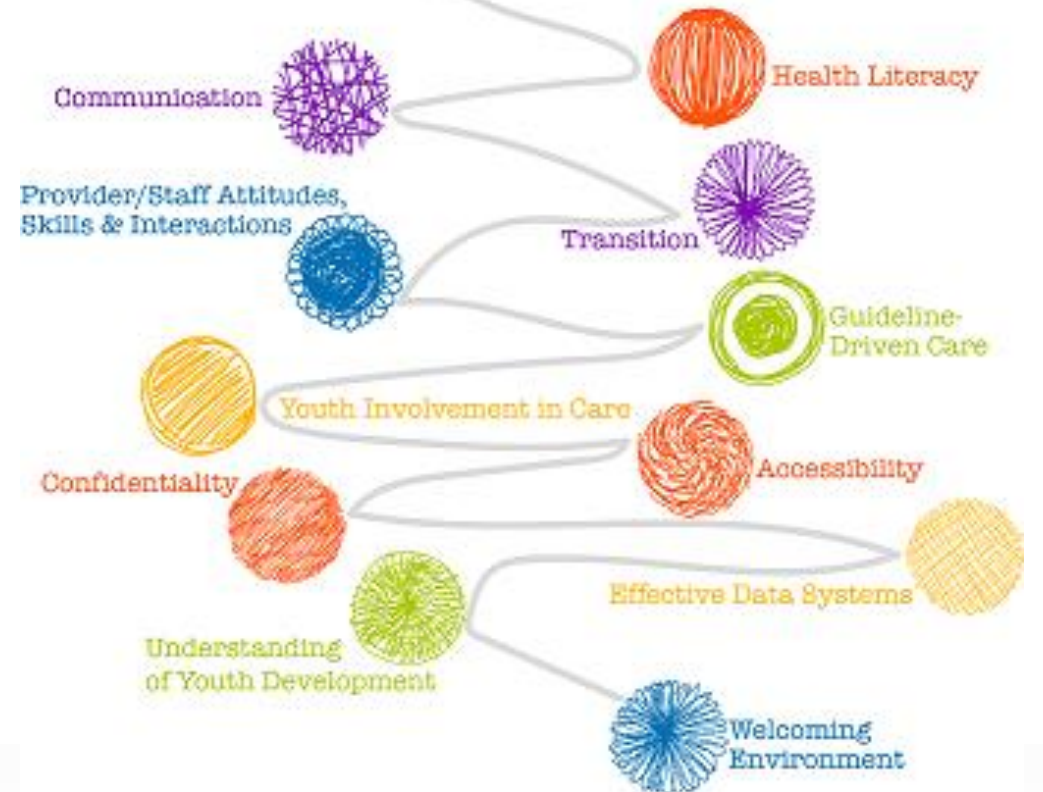 Health Literacy
Communication
Provider/Staff Attitudes,
Skills & Interactions
Transition
Guideline-
Driven Care
Youth Involvement in Care
Accessibility
Confidentiality
Effective Data Systems
Understanding
of Youth Development
Welcoming
Environment